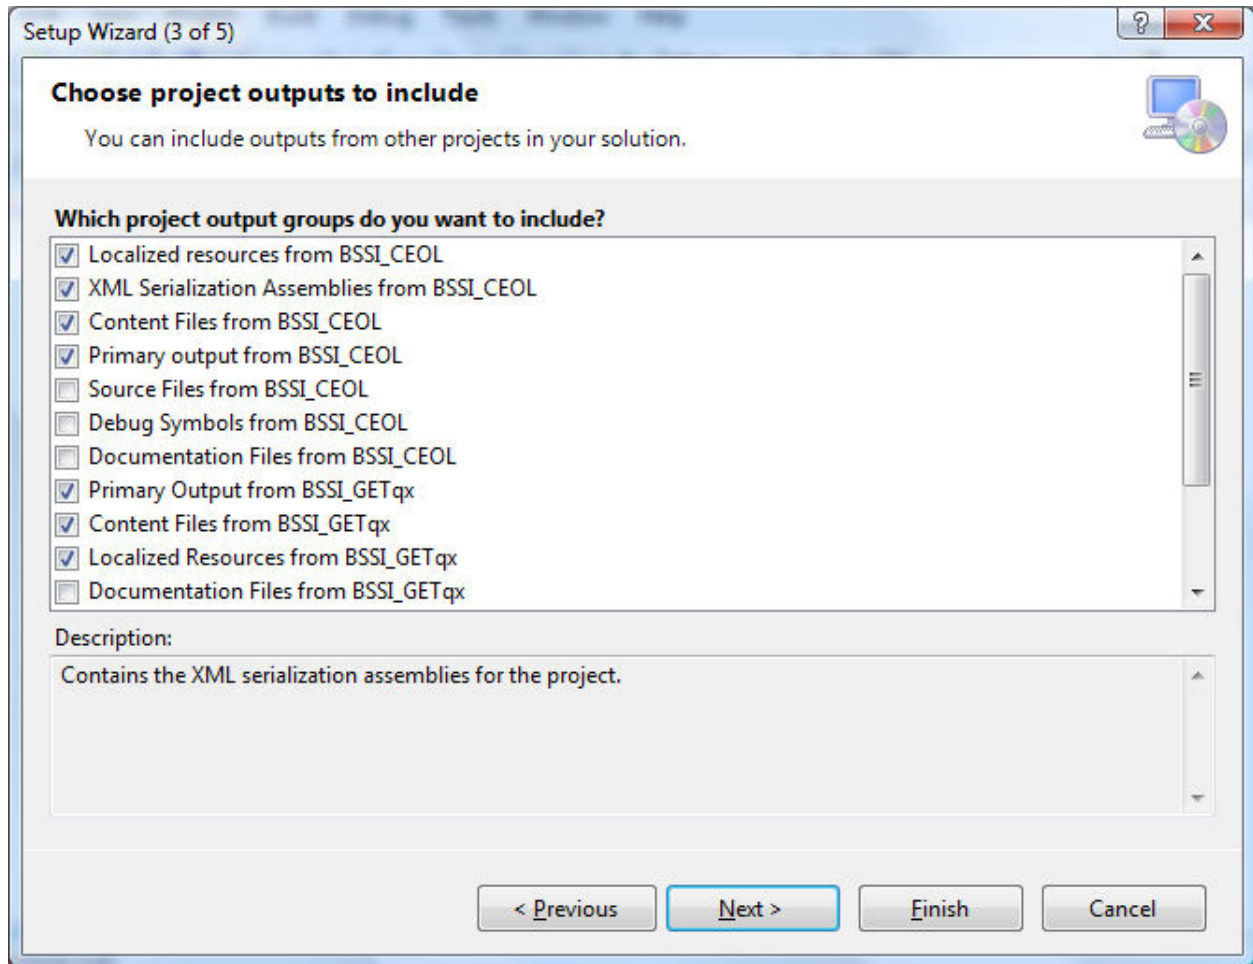 Setup Wizard (3 of 5)
?
X
Choose project outputs to include
You can include outputs from other projects in your solution.
Which project output groups do you want to include?
Localized resources from BSSI_CEOL
XML Serialization Assemblies from BSSI_CEOL
Content Files from BSSI_CEOL
Primary output from BSSI_CEOL
Source Files from BSSI_CEOL
Debug Symbols from BSSI_CEOL
Documentation Files from BSSI_CEOL
Primary Output from BSSI_GETqx
Content Files from BSSI_GETqx
Localized Resources from BSSI_GETqx
Documentation Files from BSSI_GETqx
Description:
Contains the XML serialization assemblies for the project.
< Previous
Next >
Finish
Cancel